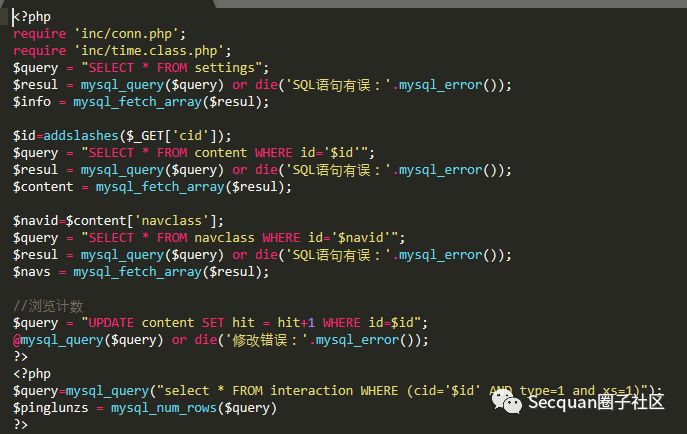 <?php
require 'inc/conn.php';
require 'inc/time.class.php';
$query = "SELECT * FROM settings";
$resul = mysql_query($query) or die('SQL语句有误：'.mysql_error());
$info = mysql_fetch_array($resul);
$id=addslashes($_GET['cid']);
$query = "SELECT * FROM content WHERE id='$id'";
$resul = mysql_query($query) or die('SQL语句有误：'.mysql_error());
$content = mysql_fetch_array($resul);
$navid=$content['navclass'];
$query = "SELECT * FROM navclass WHERE id='$navid'";
$resul = mysql_query($query) or die('SQL语句有误：'.mysql_error());
$navs = mysql_fetch_array($resul);
//浏览计数
$query = "UPDATE content SET hit = hit+1 WHERE id=$id";
@mysql_query($query) or die('修改错误：'.mysql_error());
?>
<?php
$query=mysql_query("select * FROM interaction WHERE (cid='$id' AND type=1 and xs=1)");
$pinglunzs = mysql_num_rows($query)
?>
Secquan圈子社区